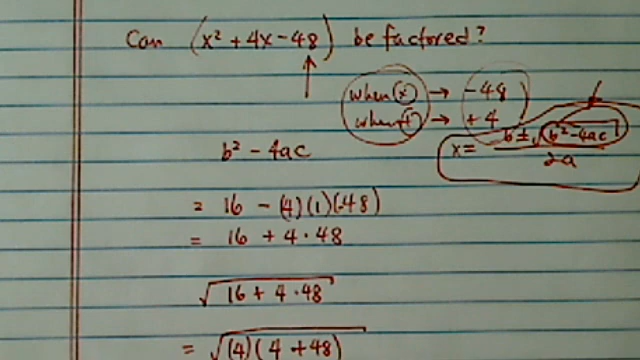 Can (x² + 4x - 48) be factored?
when (x) → - 48
when (+) → + 4
b² - 4ac
x = b ± √b² - 4ac / 2a
= 16 - (4)(1)(-48)
= 16 + 4 · 48
√16 + 4 · 48
= √(4)(4 + 48)